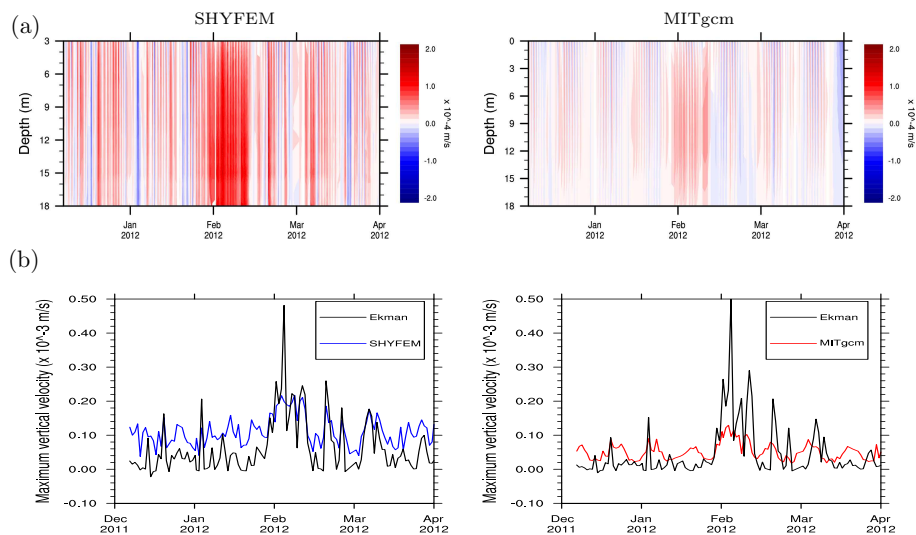 (a)
SHYFEM
MITgcm
3
6
9
12
15
18
Depth (m)
Jan
2012
Feb
2012
Mar
2012
Apr
2012
2.0
1.0
0.0
-1.0
-2.0
x 10^-4 m/s
0
3
6
9
12
15
18
Depth (m)
Jan
2012
Feb
2012
Mar
2012
Apr
2012
2.0
1.0
0.0
-1.0
-2.0
x 10^-4 m/s
(b)
Maximum vertical velocity (x 10^-3 m/s)
0.50
0.40
0.30
0.20
0.10
0.00
-0.10
Ekman
SHYFEM
Dec
2011
Jan
2012
Feb
2012
Mar
2012
Apr
2012
Maximum vertical velocity (x 10^-3 m/s)
0.50
0.40
0.30
0.20
0.10
0.00
-0.10
Ekman
MITgcm
Dec
2011
Jan
2012
Feb
2012
Mar
2012
Apr
2012